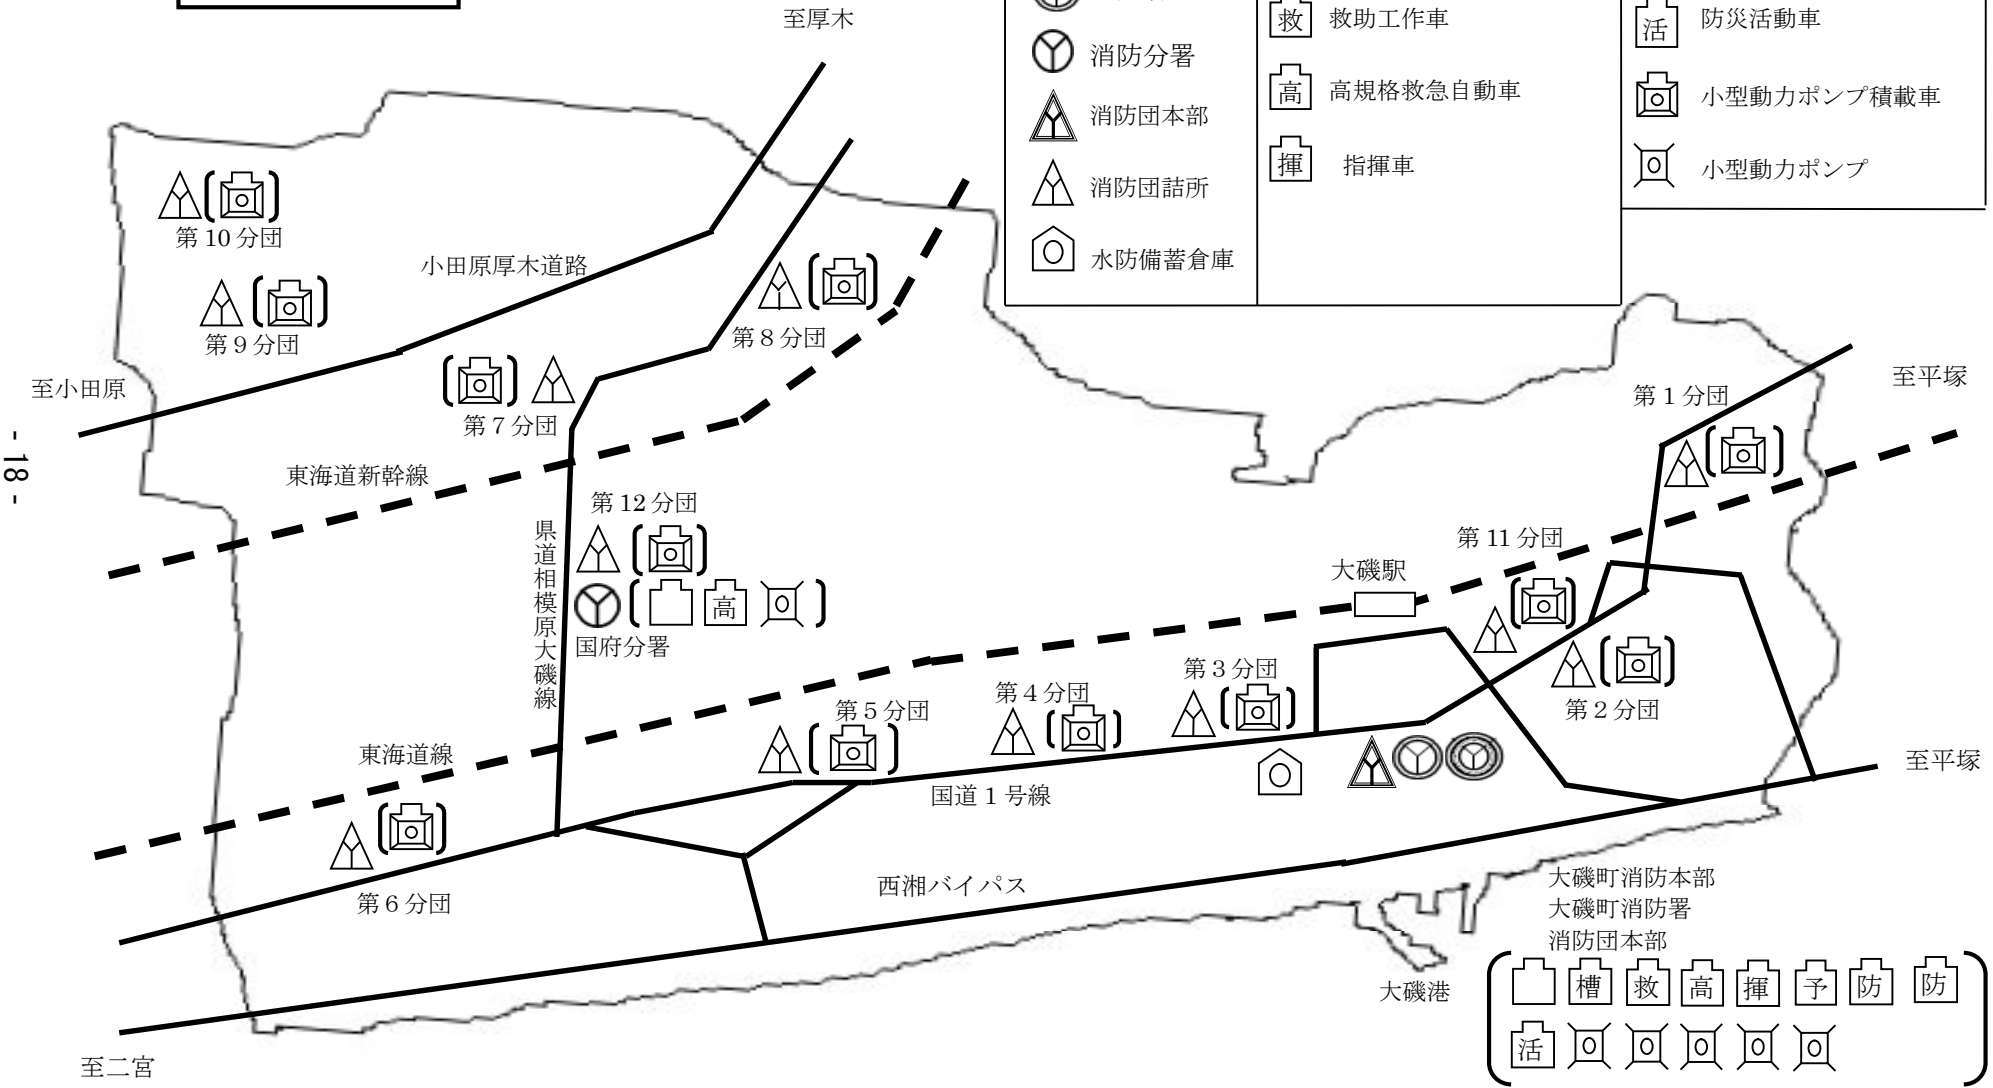 至厚木
救 救助工作車
活 防災活動車
消防分署
高 高規格救急自動車
小型動力ポンプ積載車
消防団本部
揮 指揮車
小型動力ポンプ
消防団詰所
水防備蓄倉庫
第10分団
小田原厚木道路
第9分団
第8分団
至小田原
第7分団
至平塚
第1分団
- 18 -
東海道新幹線
第12分団
県道相模原大磯線
高
国府分署
第11分団
大磯駅
第3分団
第4分団
第5分団
第2分団
東海道線
国道1号線
至平塚
第6分団
西湘バイパス
大磯町消防本部
大磯町消防署
消防団本部
大磯港
槽 救 高 揮 予 防 防
活
至二宮